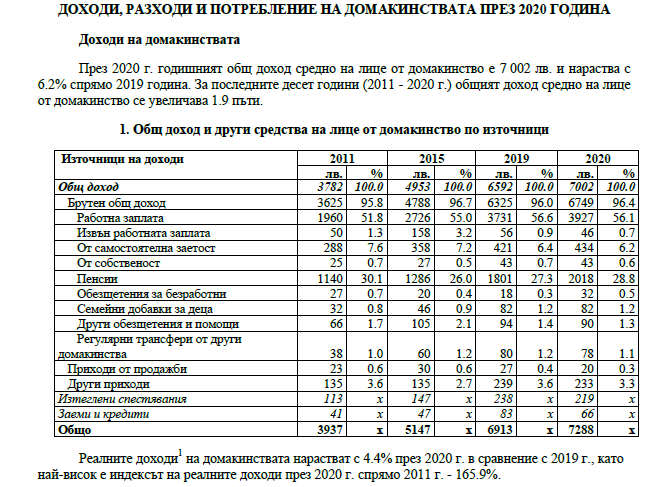 ДОХОДИ, РАЗХОДИ И ПОТРЕБЛЕНИЕ НА ДОМАКИНСТВАТА ПРЕЗ 2020 ГОДИНА
Доходи на домакинствата
През 2020 г. годишният общ доход средно на лице от домакинство е 7 002 лв. и нараства с
6.2% спрямо 2019 година. За последните десет години (2011 - 2020 г.) общият доход средно на лице
от домакинство се увеличава 1.9 пъти.
1. Общ доход и други средства на лице от домакинство по източници
Източници на доходи 2011 2015 2019 2020
лв. % лв. % лв. % лв. %
Общ доход 3782 100.0 4953 100.0 6592 100.0 7002 100.0
Брутен общ доход 3625 95.8 4788 96.7 6325 96.0 6749 96.4
Работна заплата 1960 51.8 2726 55.0 3731 56.6 3927 56.1
Извън работната заплата 50 1.3 158 3.2 56 0.9 46 0.7
От самостоятелна заетост 288 7.6 358 7.2 421 6.4 434 6.2
От собственост 25 0.7 27 0.5 43 0.7 43 0.6
Пенсии 1140 30.1 1286 26.0 1801 27.3 2018 28.8
Обезщетения за безработни 27 0.7 20 0.4 18 0.3 32 0.5
Семейни добавки за деца 32 0.8 46 0.9 82 1.2 82 1.2
Други обезщетения и помощи 66 1.7 105 2.1 94 1.4 90 1.3
Регулярни трансфери от други
домакинства 38 1.0 60 1.2 80 1.2 78 1.1
Приходи от продажби 23 0.6 30 0.6 27 0.4 20 0.3
Други приходи 135 3.6 135 2.7 239 3.6 233 3.3
Изтеглени спестявания 113 x 147 x 238 x 219 x
Заеми и кредити 41 x 47 x 83 x 66 x
Общо 3937 x 5147 x 6913 x 7288 x
Реалните доходи1 на домакинствата нарастват с 4.4% през 2020 г. в сравнение с 2019 г., като
най-висок е индексът на реалните доходи през 2020 г. спрямо 2011 г. - 165.9%.